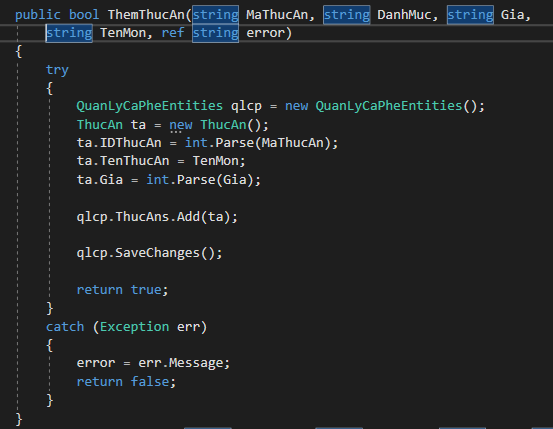 public bool ThemThucAn(string MaThucAn, string DanhMuc, string Gia,
string TenMon, ref string error)
{
try
{
QuanLyCaPheEntities qlcp = new QuanLyCaPheEntities();
ThucAn ta = new ThucAn();
ta.IDThucAn = int.Parse(MaThucAn);
ta.TenThucAn = TenMon;
ta.Gia = int.Parse(Gia);
qlcp.ThucAns.Add(ta);
qlcp.SaveChanges();
return true;
}
catch (Exception err)
{
error = err.Message;
return false;
}
}